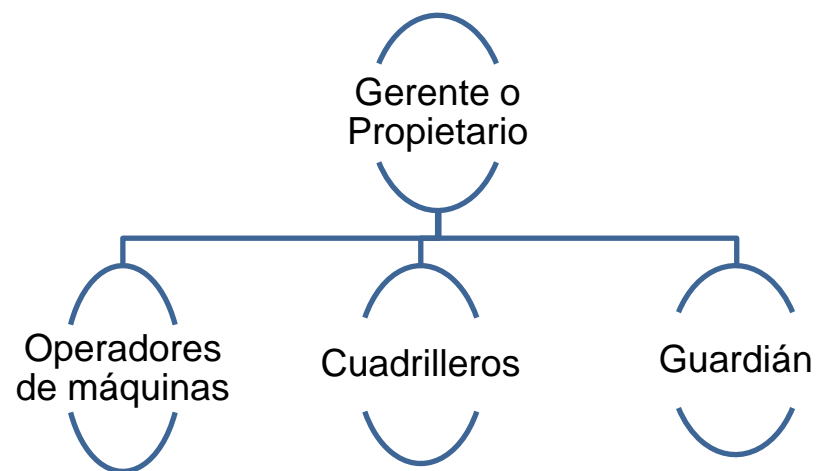 Gerente o
Propietario
Operadores
de máquinas
Cuadrilleros
Guardián